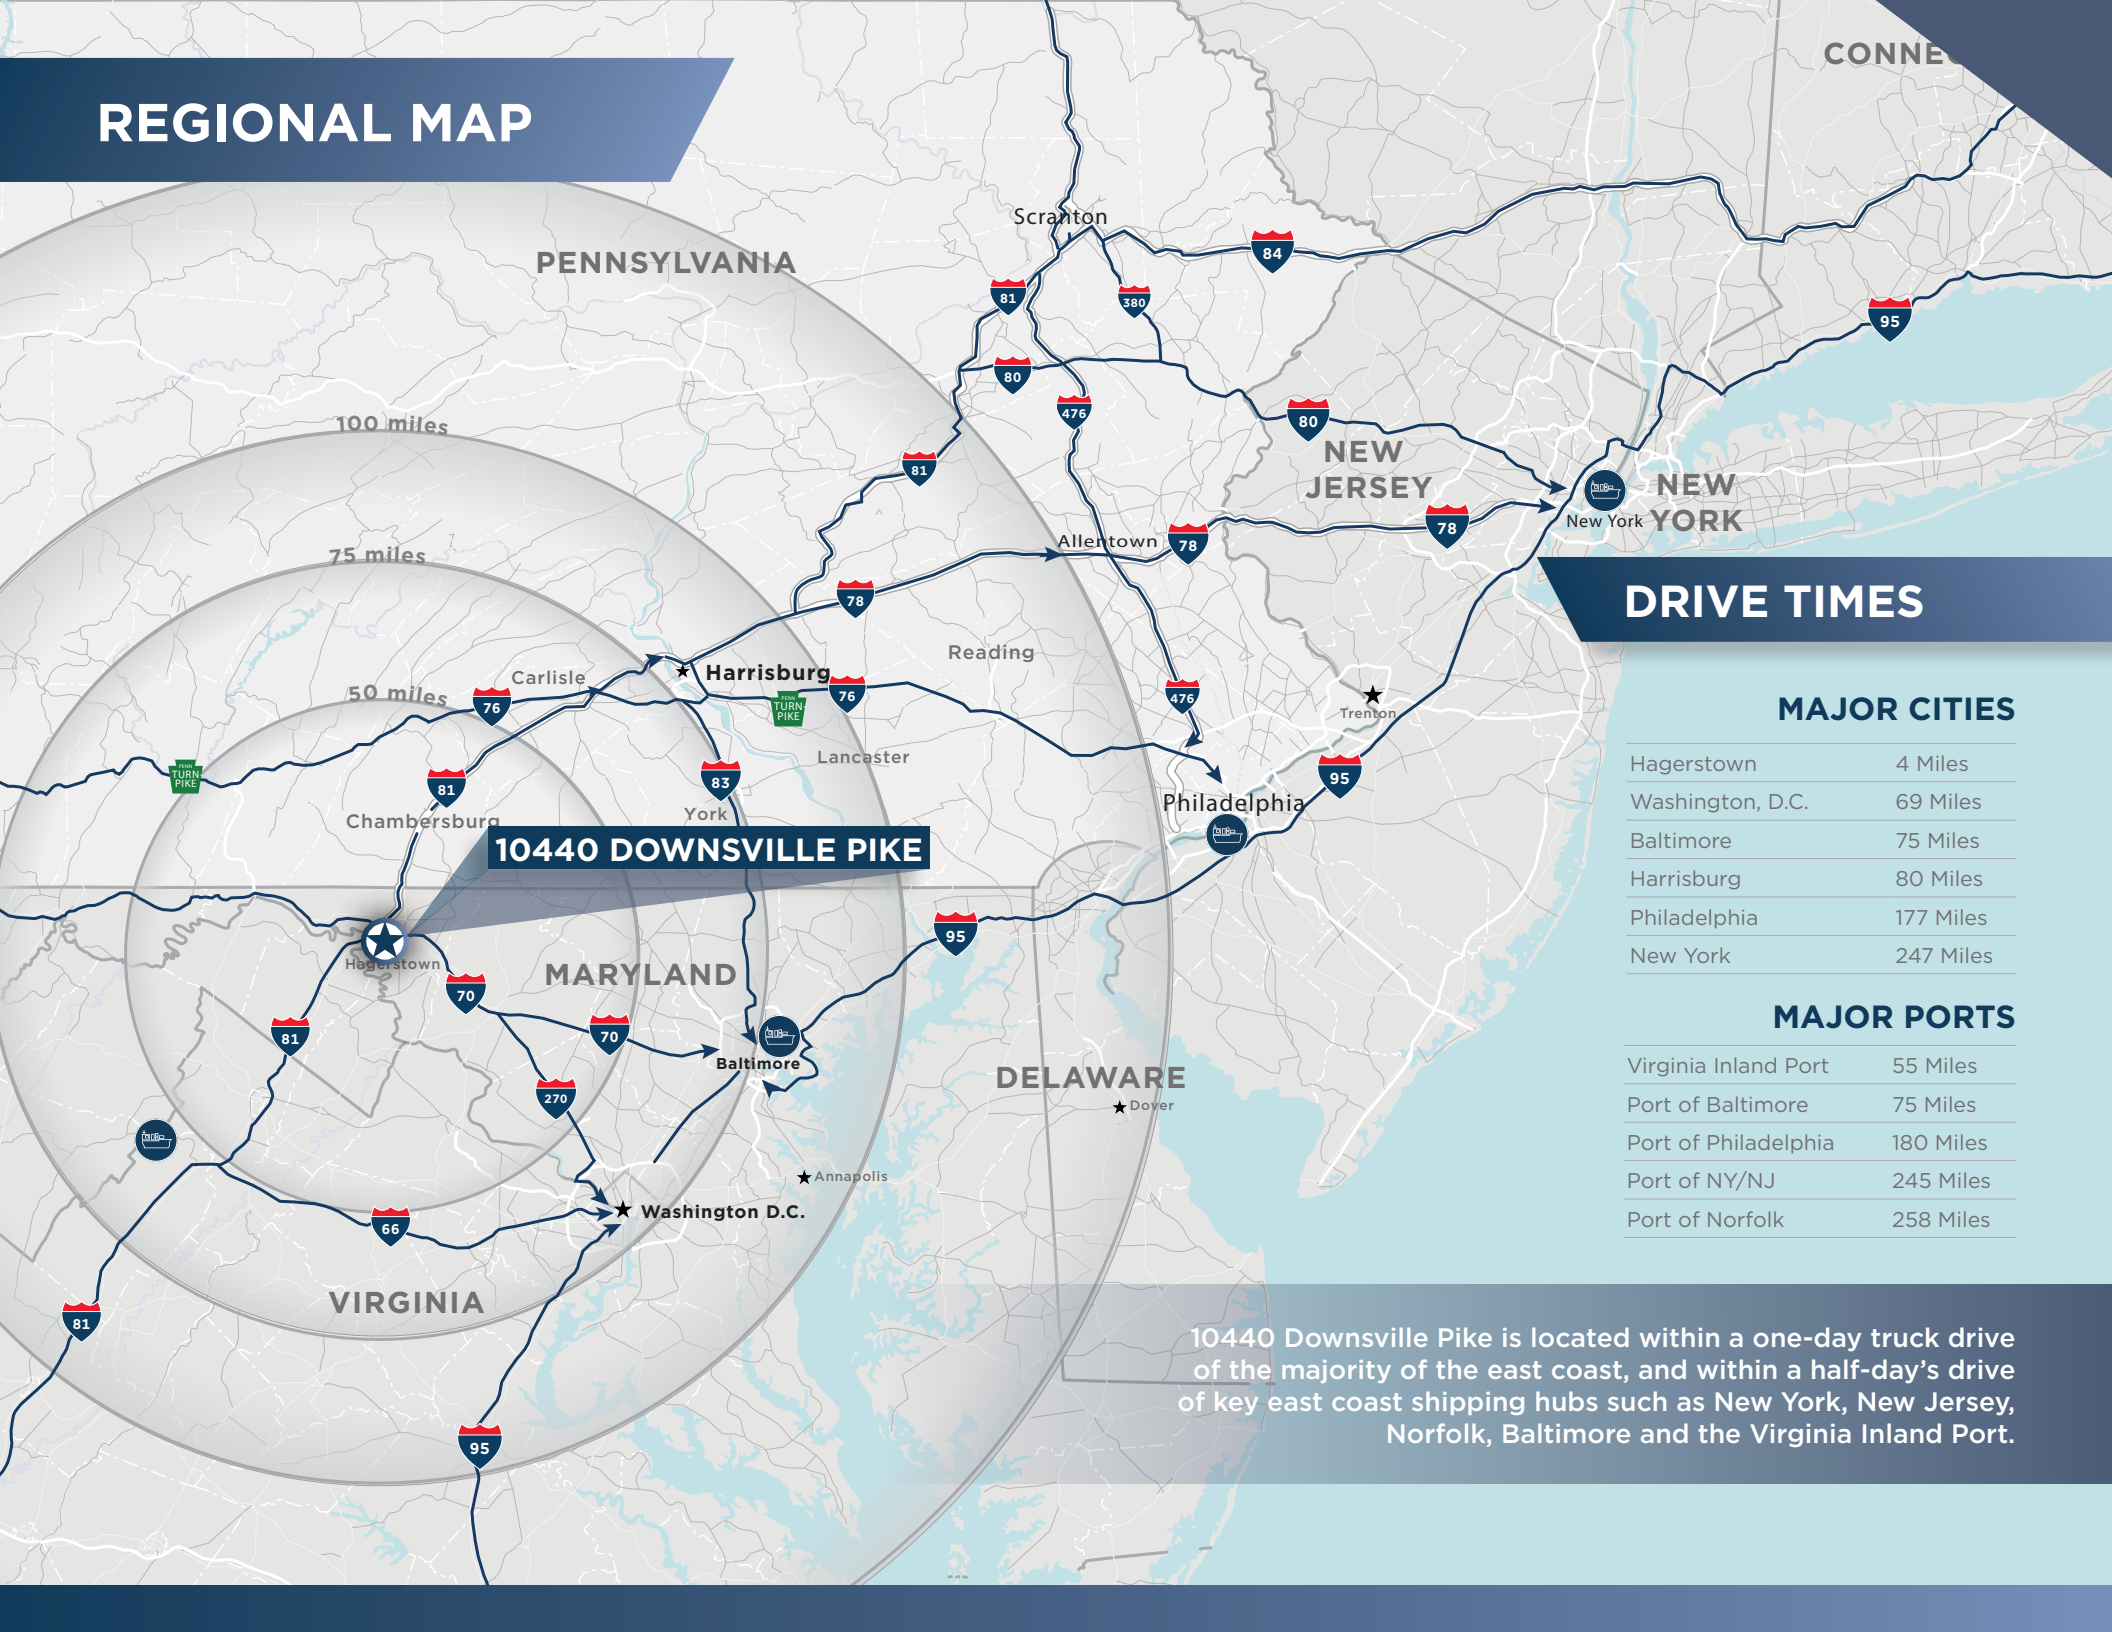 REGIONAL MAP
CONNEC
Scranton
84
PENNSYLVANIA
81
380
95
80
476
80
100 miles
NEW
JERSEY
81
NEW
YORK
New York
78
Allentown
78
75 miles
78
DRIVE TIMES
Reading
Harrisburg
Carlisle
76
50 miles
76
PENN
TURN-
PIKE
476
Trenton
MAJOR CITIES
Lancaster
PENN
TURN-
PIKE
81
83
95
Hagerstown 4 Miles
Washington, D.C. 69 Miles
Baltimore 75 Miles
Harrisburg 80 Miles
Philadelphia 177 Miles
New York 247 Miles
Philadelphia
York
Chambersburg
10440 DOWNSVILLE PIKE
95
Hagerstown
MARYLAND
70
81
70
Baltimore
MAJOR PORTS
Virginia Inland Port 55 Miles
Port of Baltimore 75 Miles
Port of Philadelphia 180 Miles
Port of NY/NJ 245 Miles
Port of Norfolk 258 Miles
DELAWARE
Dover
270
Annapolis
Washington D.C.
66
VIRGINIA
81
95
10440 Downsville Pike is located within a one-day truck drive
of the majority of the east coast, and within a half-day’s drive
of key east coast shipping hubs such as New York, New Jersey,
Norfolk, Baltimore and the Virginia Inland Port.